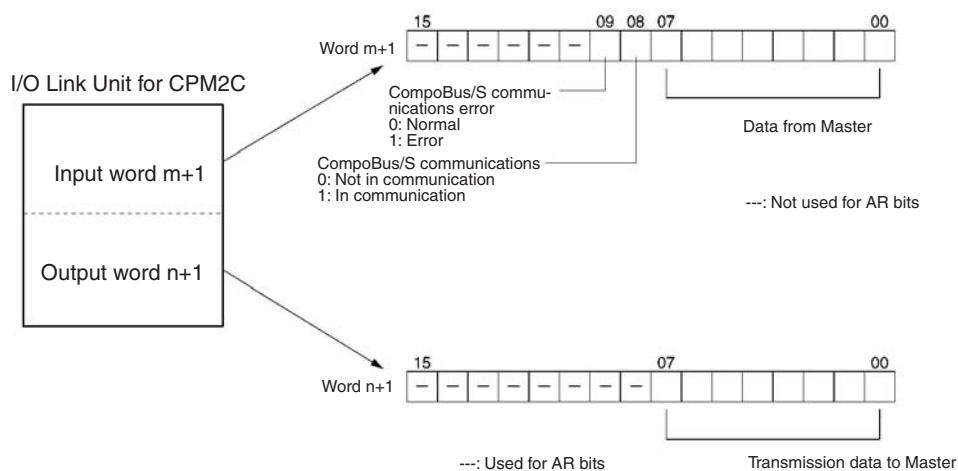 15 09 08 07 00
Word m+1
– – – – – –
I/O Link Unit for CPM2C
CompoBus/S commu-
nications error
0: Normal
1: Error
Data from Master
CompoBus/S communications
0: Not in communication
1: In communication
Input word m+1
---: Not used for AR bits
Output word n+1
15 07 00
Word n+1
– – – – – – – –
---: Used for AR bits
Transmission data to Master